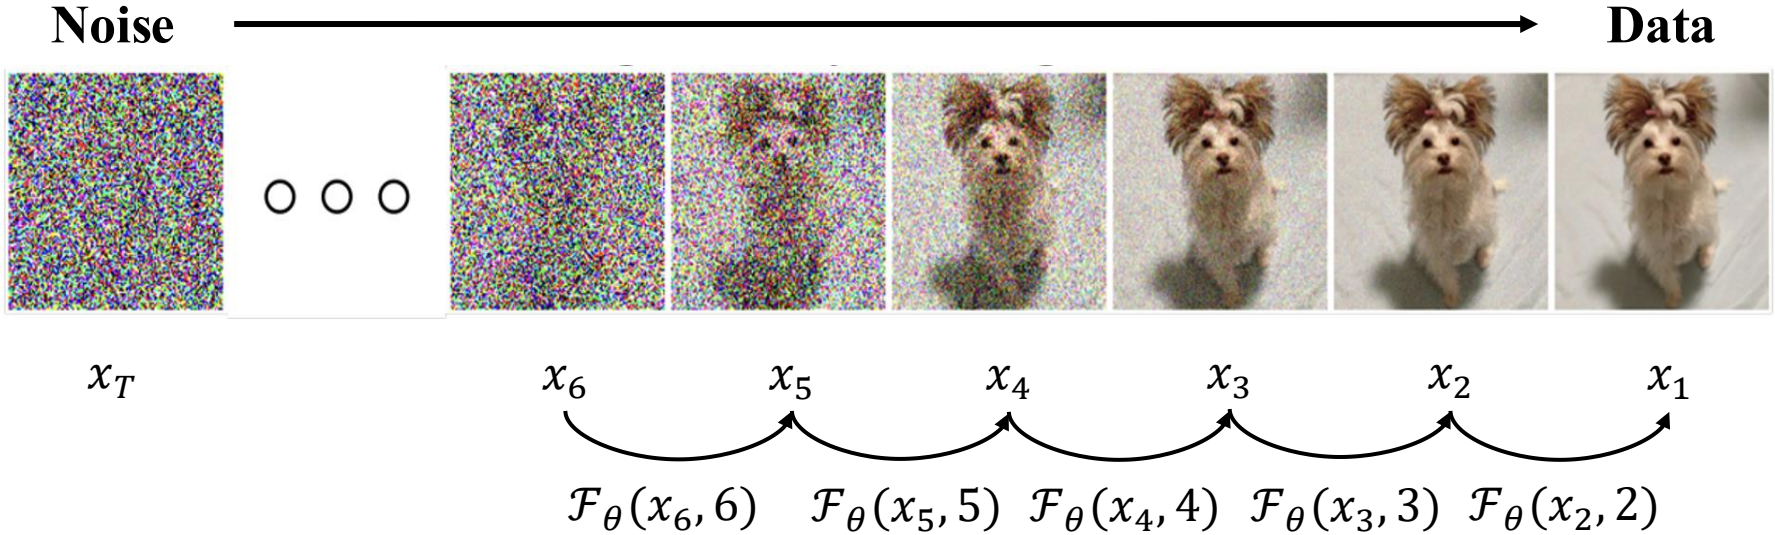 Noise Data
x_T x_6 x_5 x_4 x_3 x_2 x_1
ℱ_θ(x_6, 6) ℱ_θ(x_5, 5) ℱ_θ(x_4, 4) ℱ_θ(x_3, 3) ℱ_θ(x_2, 2)